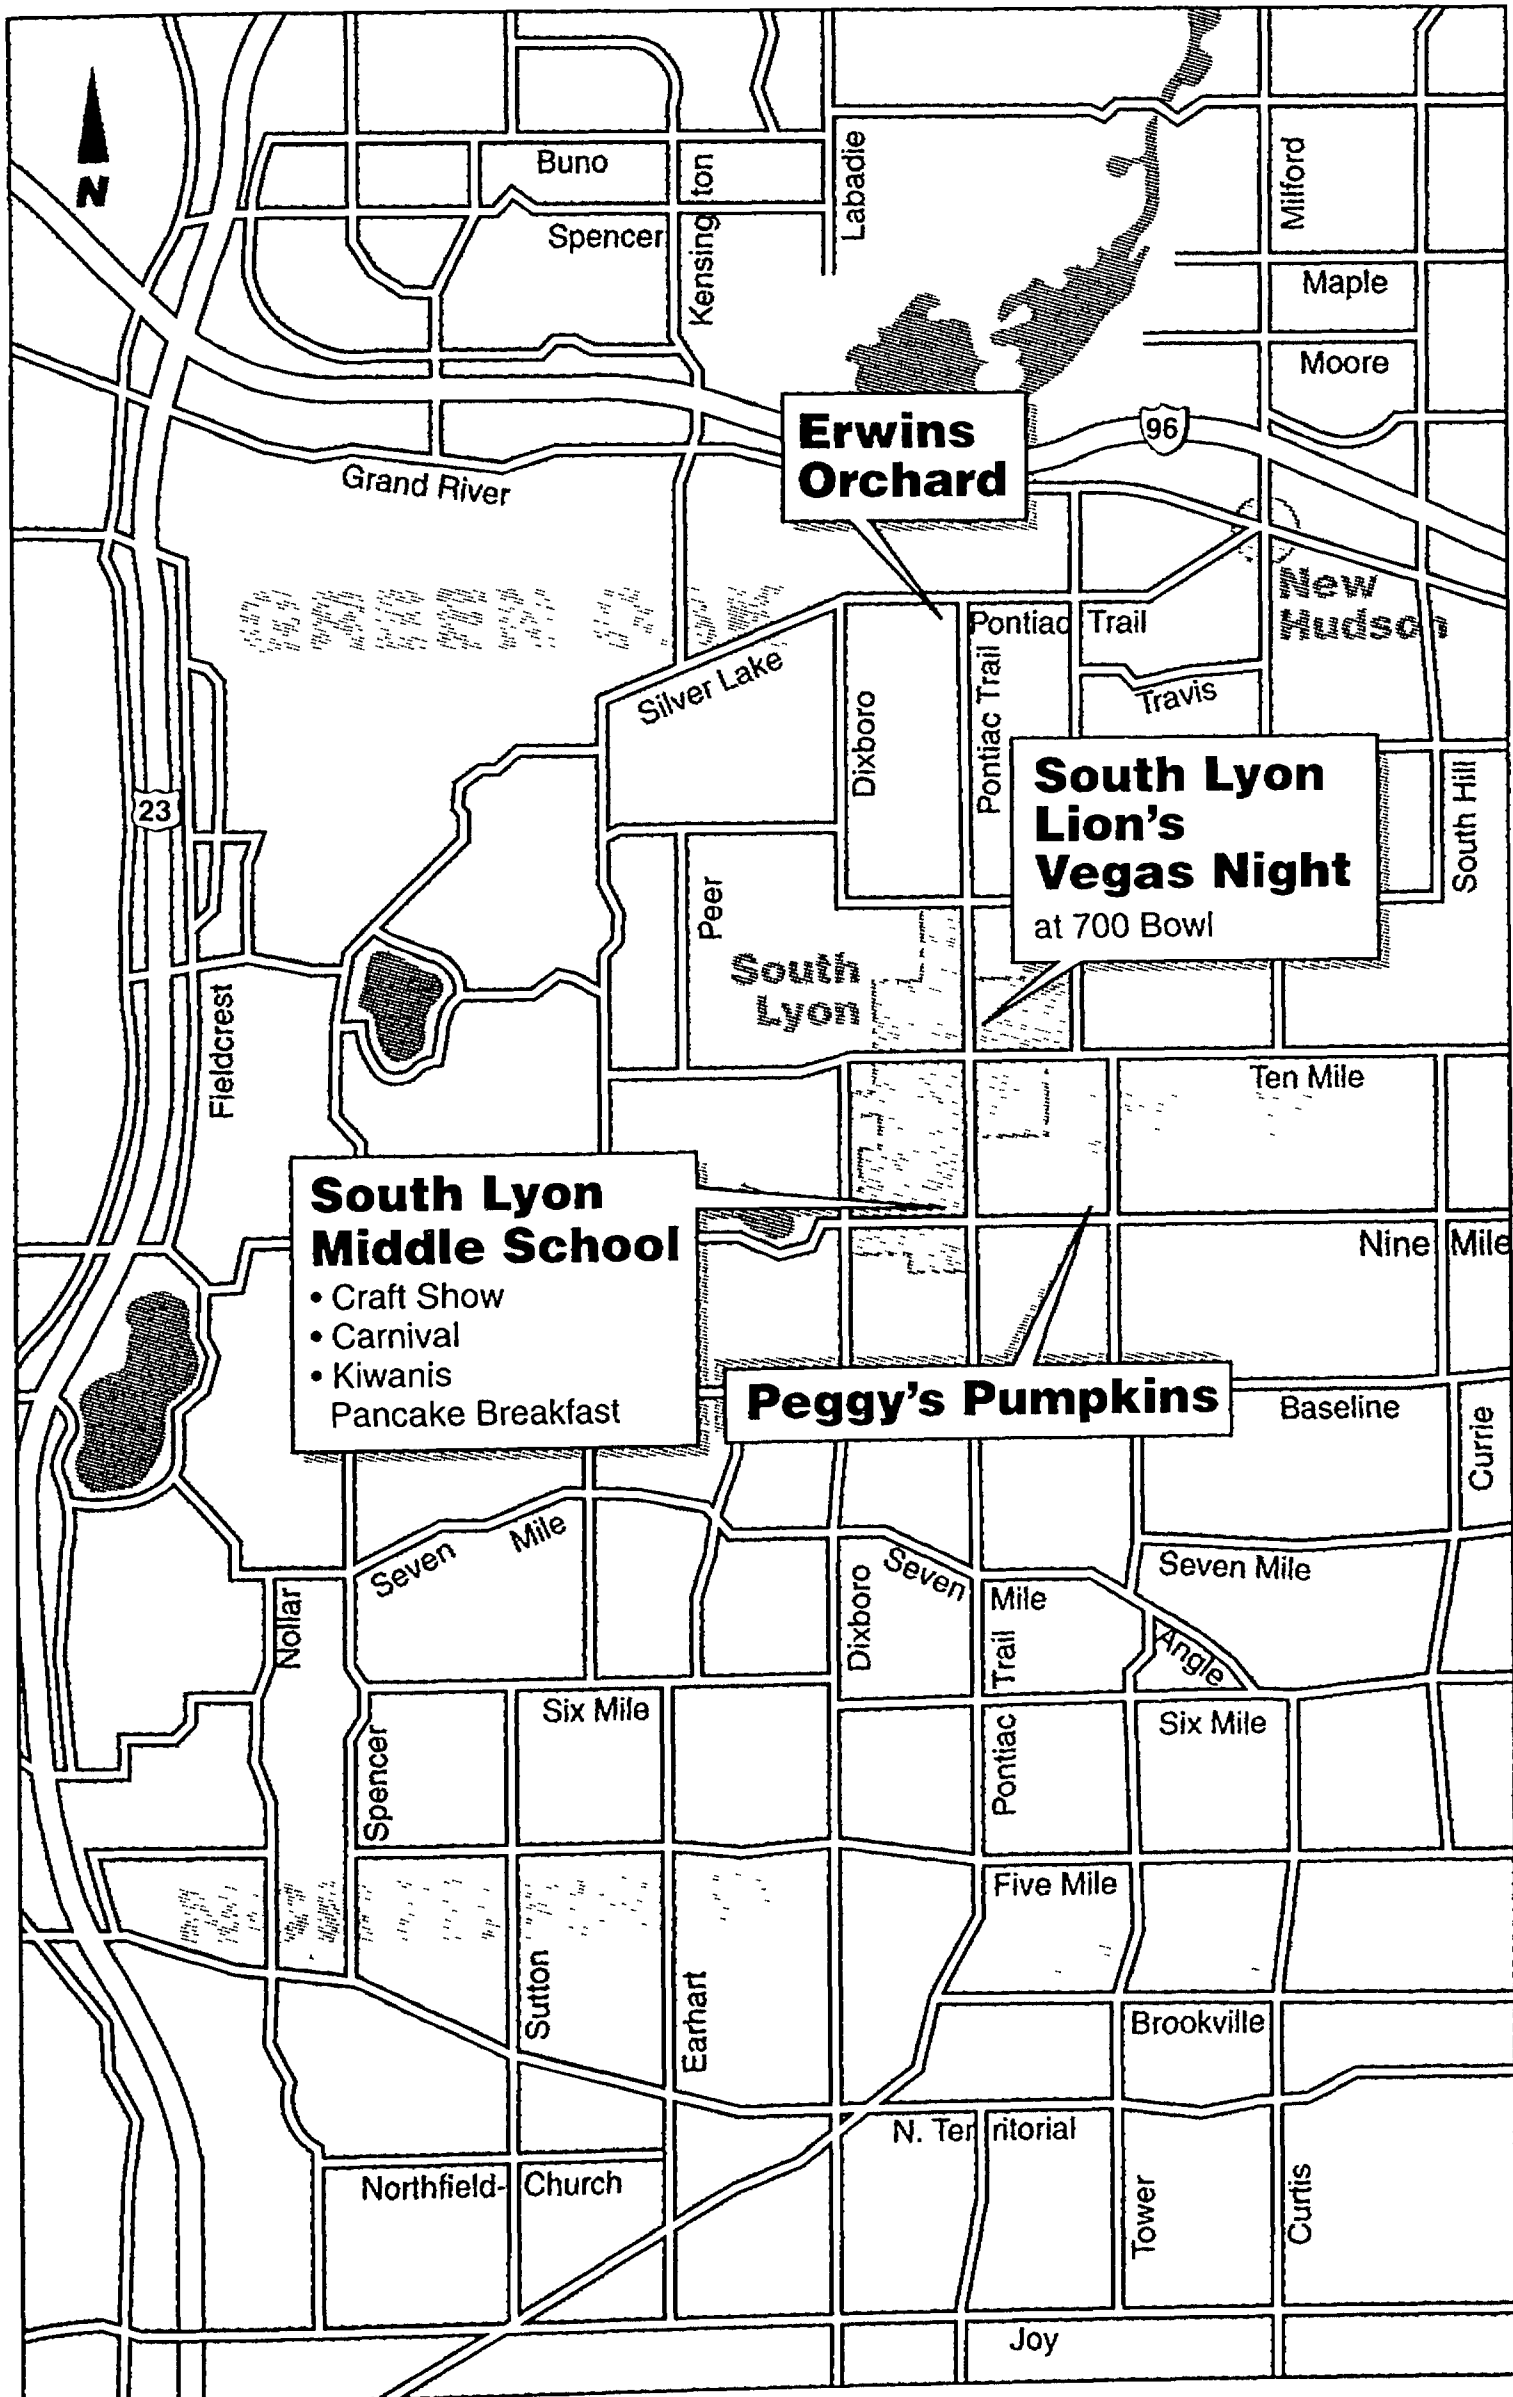 N
Buno
Spencer
Kensington
Labadie
Milford
Maple
Moore
Erwins
Orchard
96
Grand River
GREEN OAK
New
Hudson
Pontiac Trail
Silver Lake
Travis
Dixboro
Pontiac Trail
South Lyon
Lion's
Vegas Night
at 700 Bowl
South Hill
23
Peer
South
Lyon
Fieldcrest
Ten Mile
South Lyon
Middle School
• Craft Show
• Carnival
• Kiwanis
Pancake Breakfast
Nine Mile
Peggy's Pumpkins
Baseline
Currie
Seven Mile
Seven Mile
Seven Mile
Nollar
Dixboro
Pontiac Trail
Angle
Six Mile
Six Mile
Spencer
Five Mile
Sutton
Earhart
Brookville
N. Territorial
Northfield-Church
Tower
Curtis
Joy